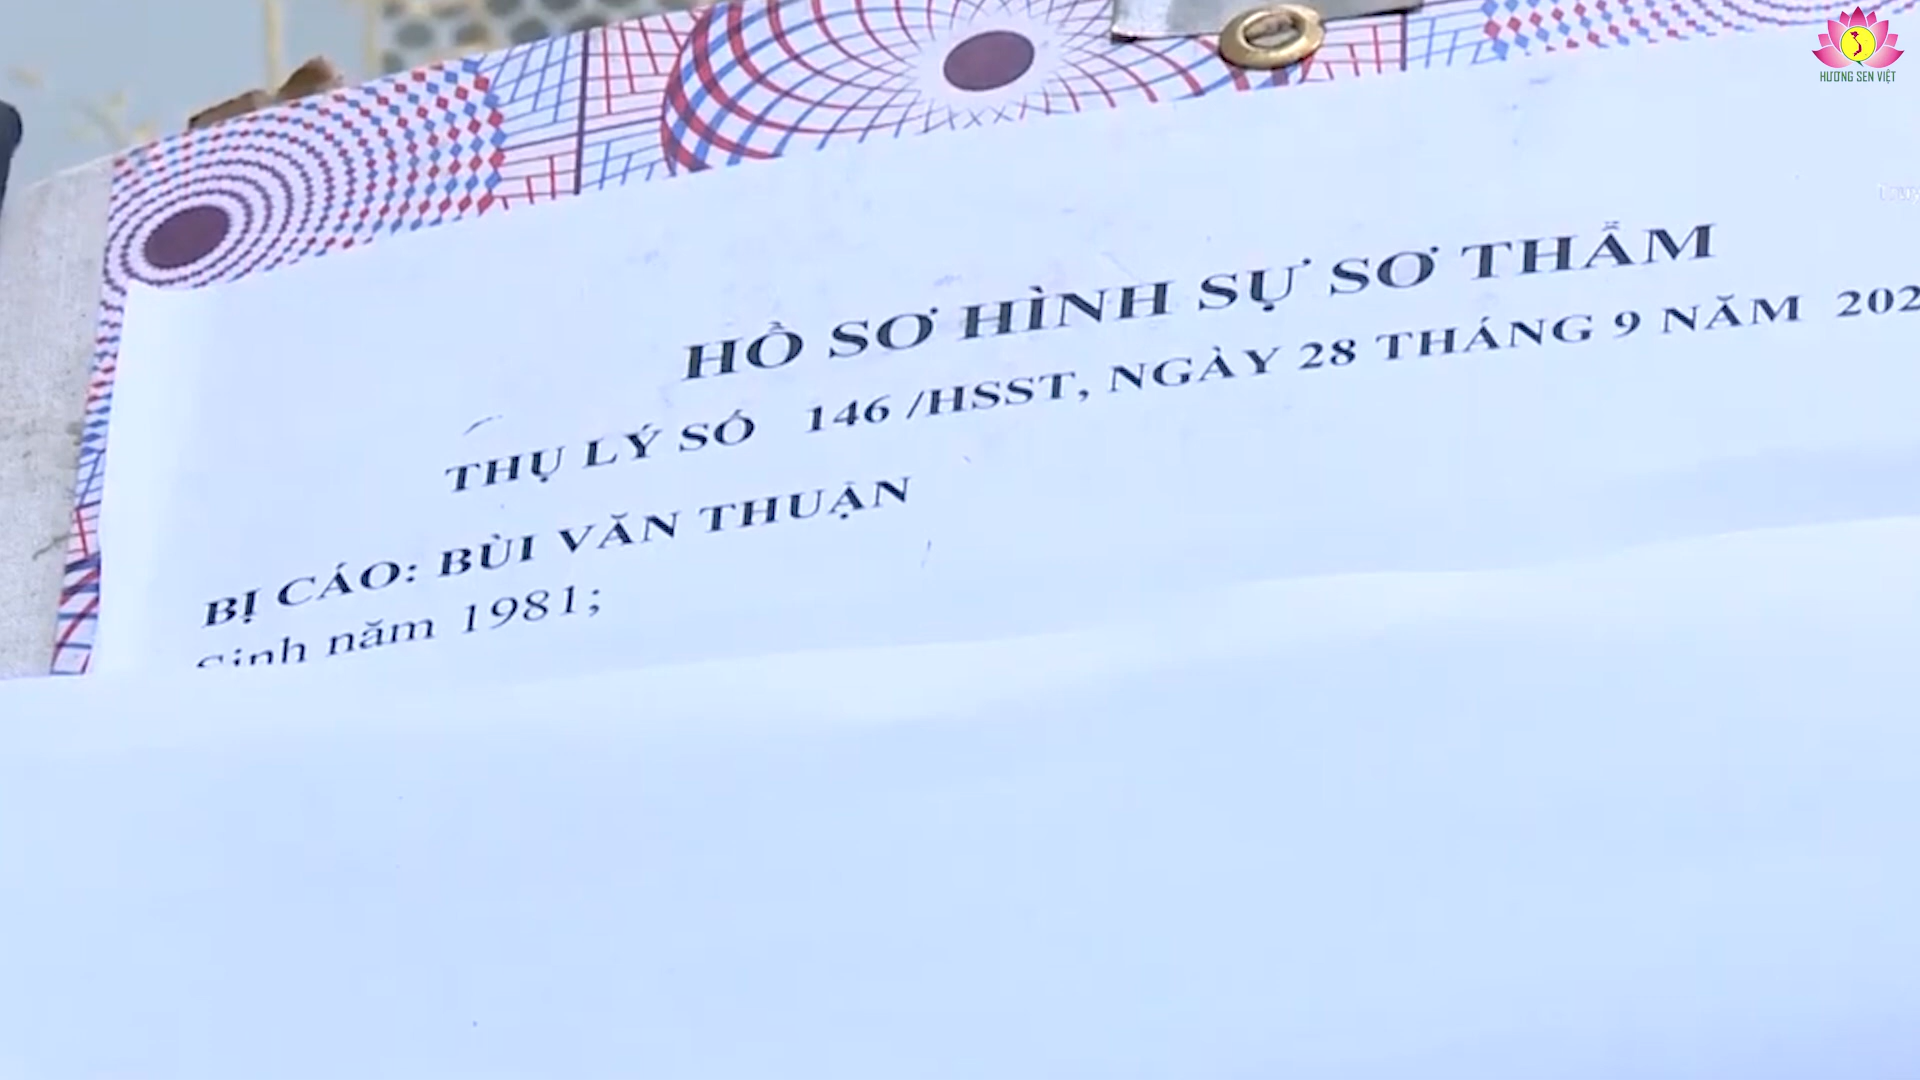 HƯƠNG SEN VIỆT
HỒ SƠ HÌNH SỰ SƠ THẨM
THỤ LÝ SỐ 146 /HSST, NGÀY 28 THÁNG 9 NĂM 202
BỊ CÁO: BÙI VĂN THUẬN
Sinh năm 1981;